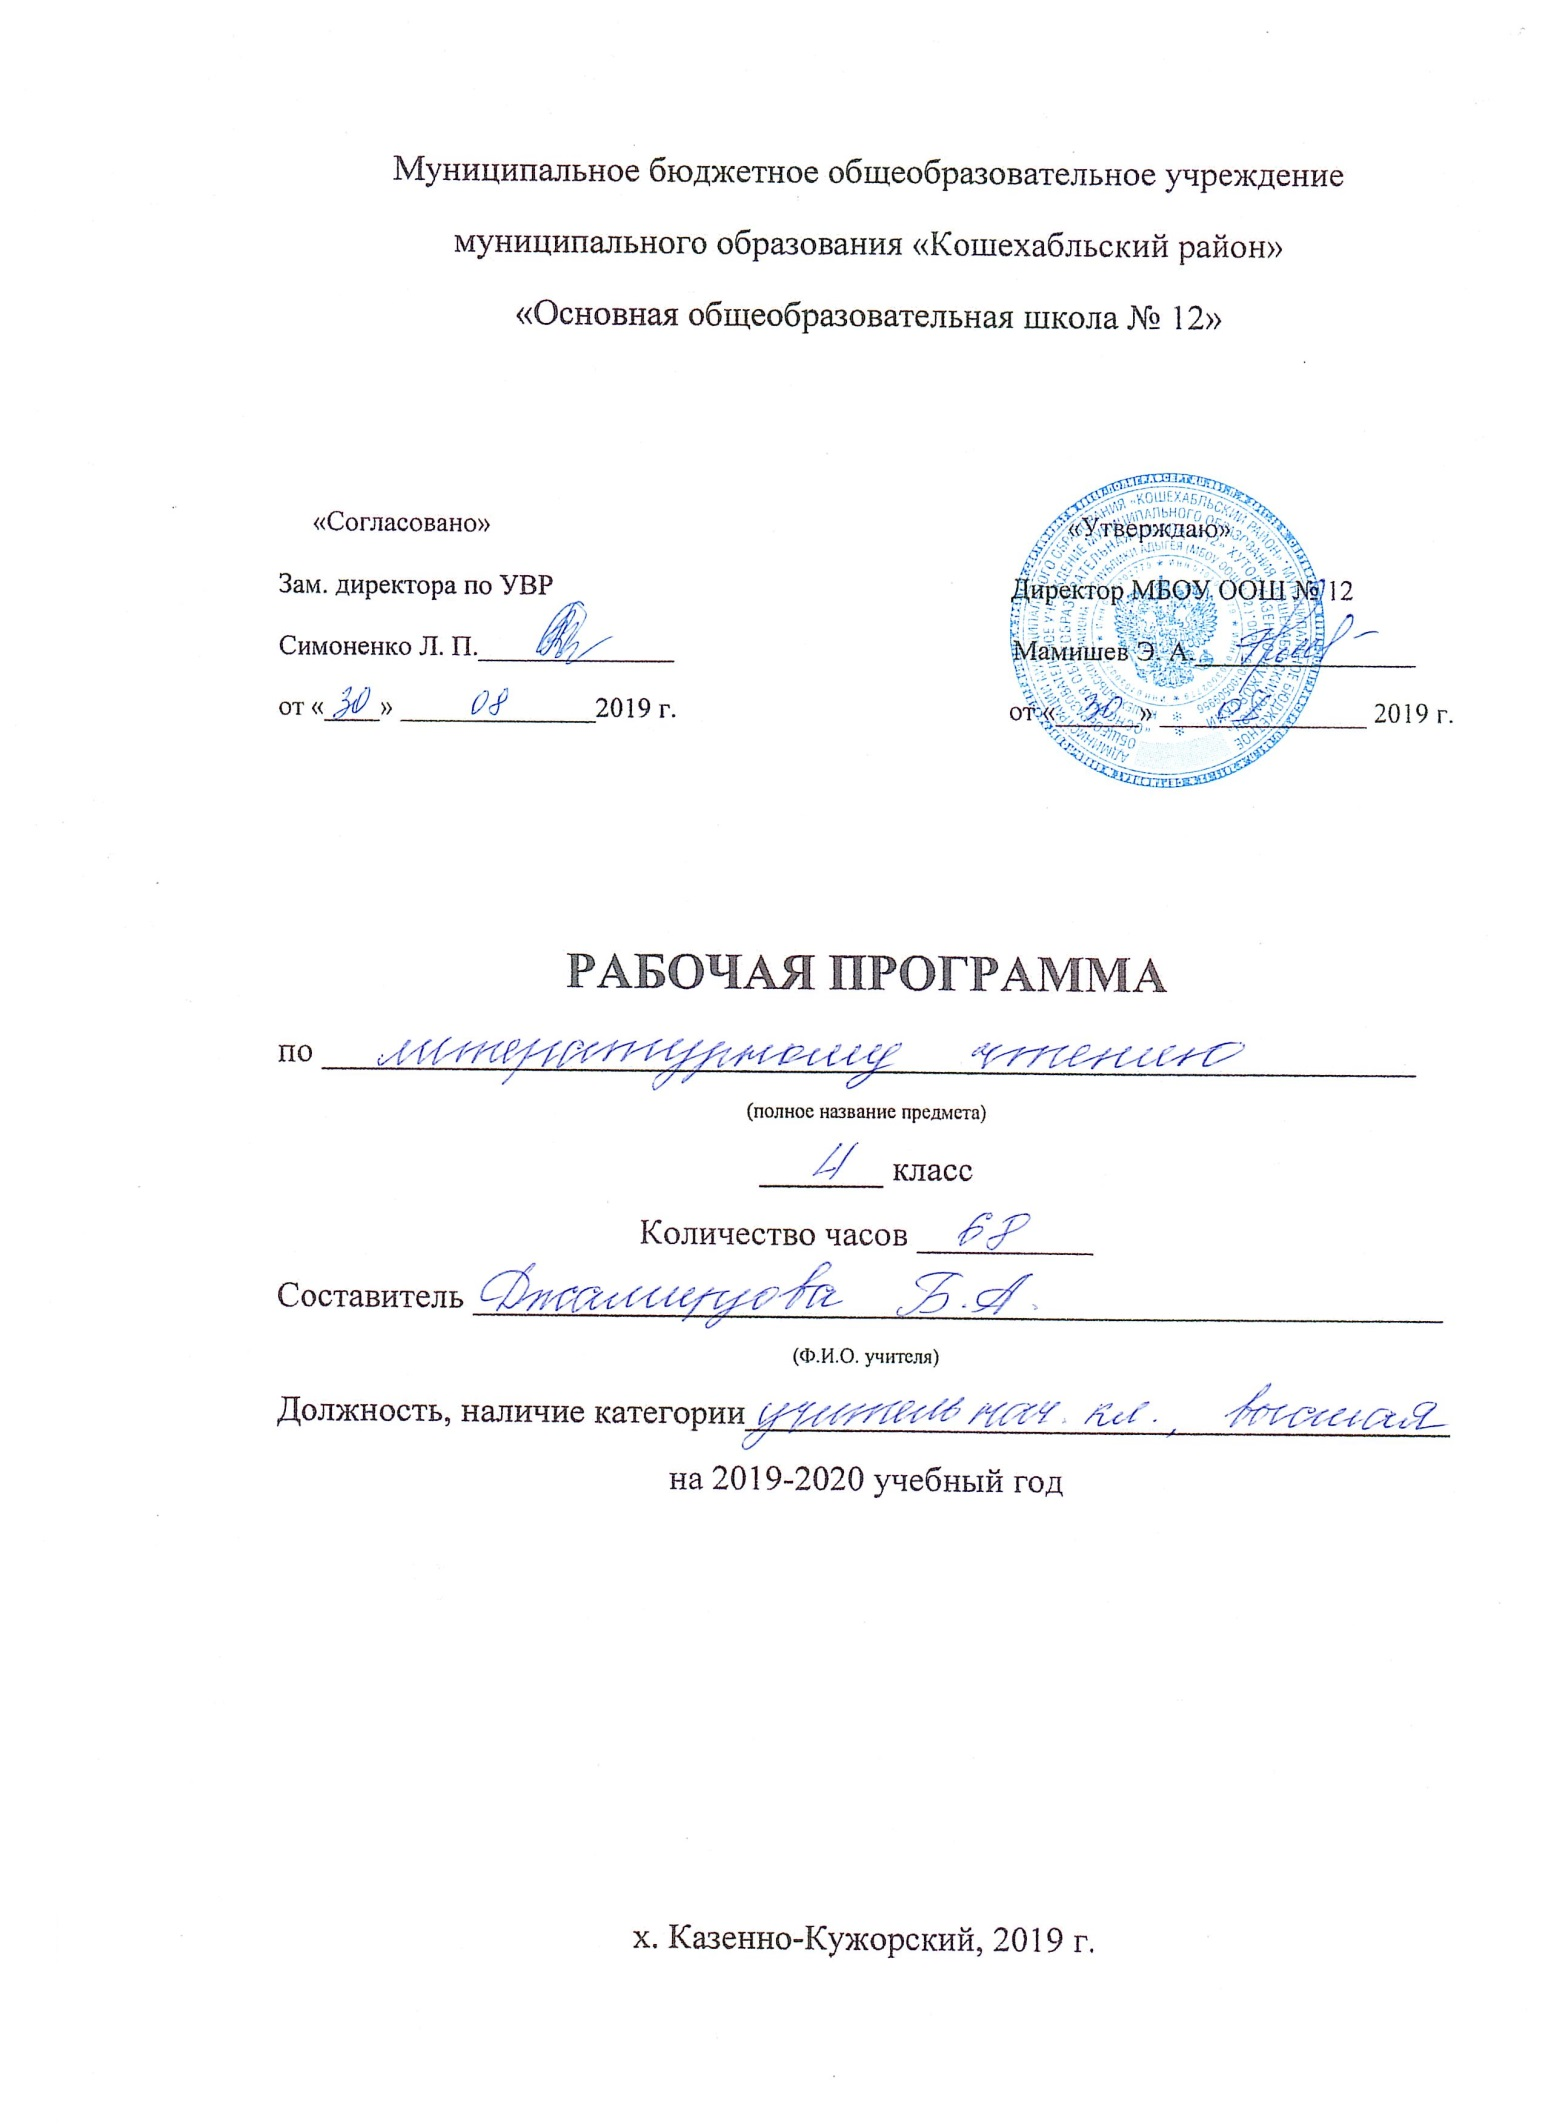 Муниципальное бюджетное общеобразовательное учреждение
муниципального образования «Кошехабльский район»
«Основная общеобразовательная школа № 12»
«Согласовано»
Зам. директора по УВР
Симоненко Л. П.
от «30» 08 2019 г.
«Утверждаю»
Директор МБОУ ООШ № 12
Мамишев Э. А.
от «30» 08 2019 г.
РАБОЧАЯ ПРОГРАММА
по литературному чтению
(полное название предмета)
4 класс
Количество часов 68
Составитель Б.А.
(Ф.И.О. учителя)
Должность, наличие категории учитель нач. кл., высшая
на 2019-2020 учебный год
х. Казенно-Кужорский, 2019 г.